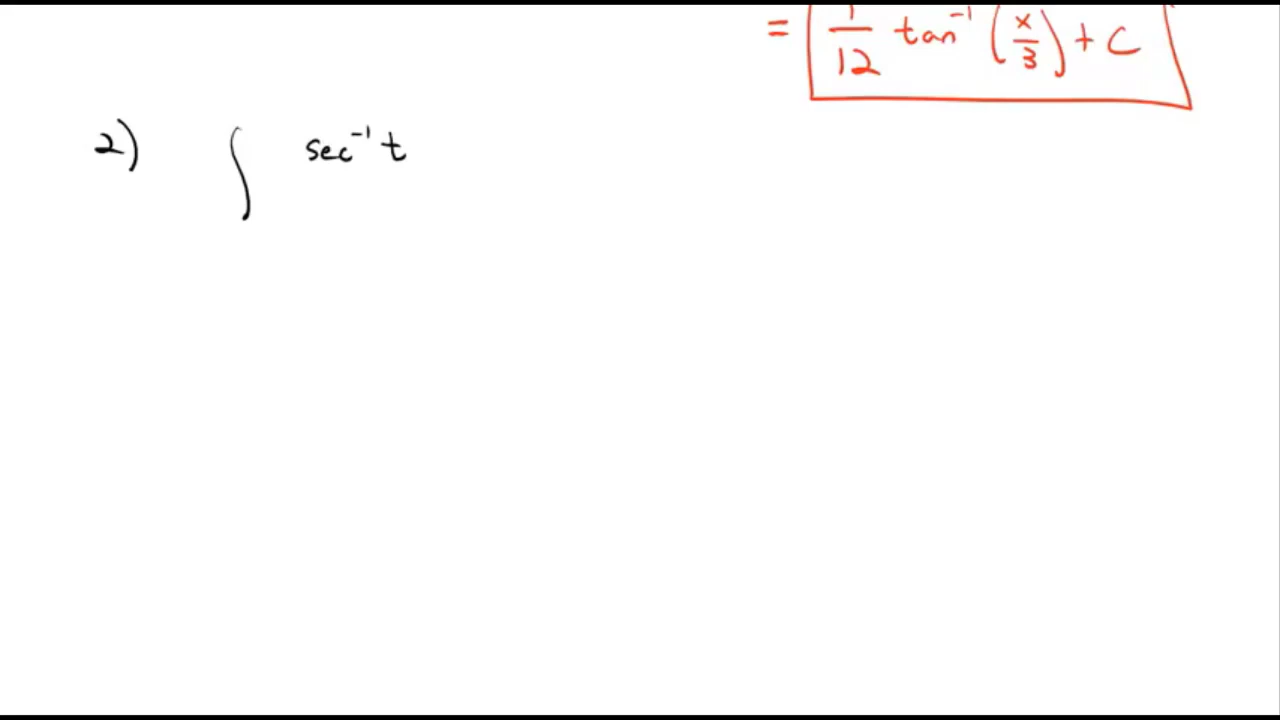 = 1/12 tan⁻¹ (x/3) + C
2) ∫ sec⁻¹ t